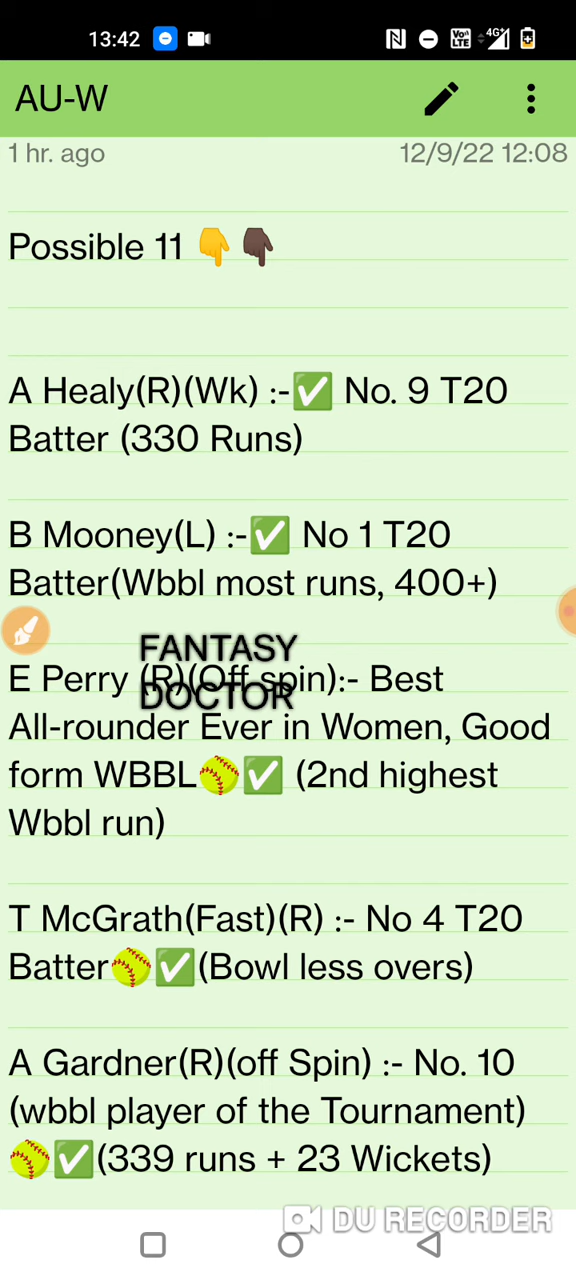 13:42
Vo)) LTE 4G+
AU-W
1 hr. ago 12/9/22 12:08
Possible 11 👇👇🏿
A Healy(R)(Wk) :-✅ No. 9 T20
Batter (330 Runs)
B Mooney(L) :-✅ No 1 T20
Batter(Wbbl most runs, 400+)
FANTASY
DOCTOR
E Perry (R)(Off spin):- Best
All-rounder Ever in Women, Good
form WBBL🥎✅ (2nd highest
Wbbl run)
T McGrath(Fast)(R) :- No 4 T20
Batter🥎✅(Bowl less overs)
A Gardner(R)(off Spin) :- No. 10
(wbbl player of the Tournament)
🥎✅(339 runs + 23 Wickets)
DU RECORDER